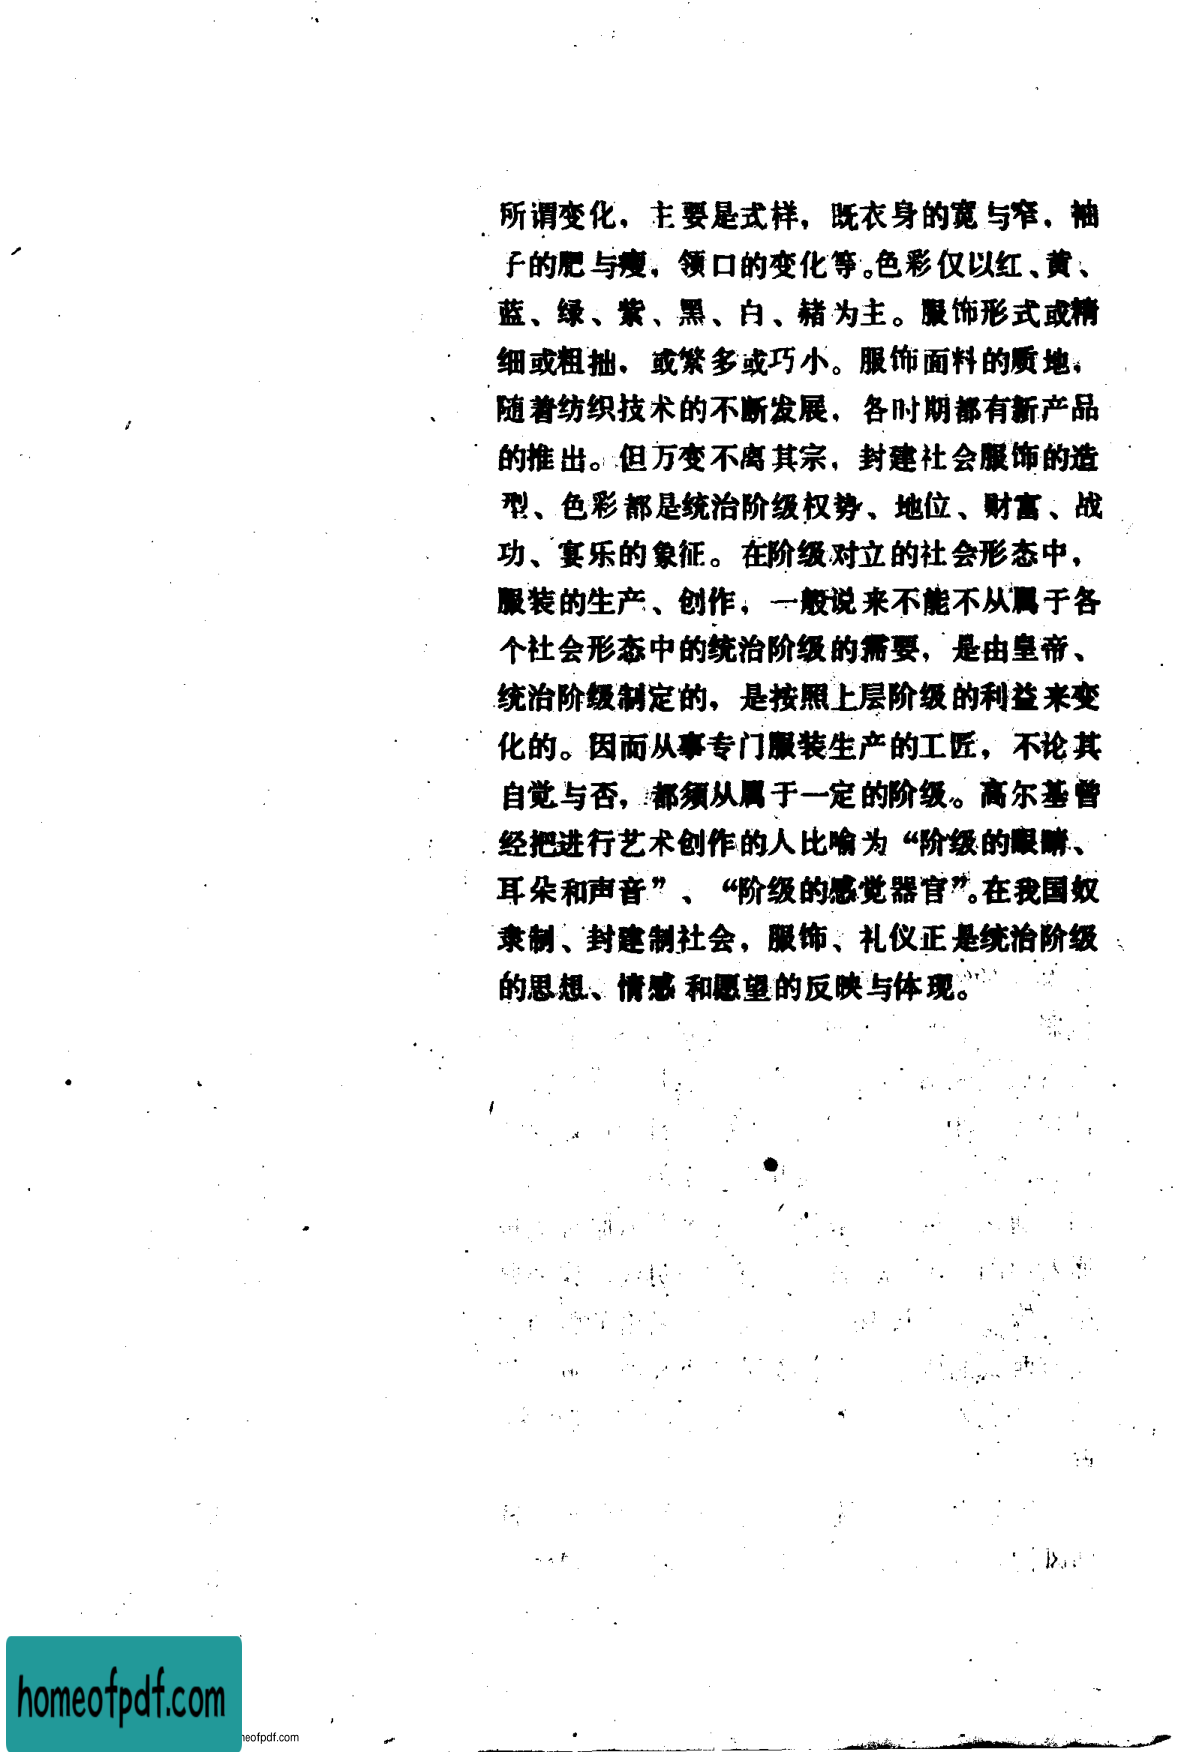 所谓变化，主要是式样，既衣身的宽与窄，袖
子的肥与瘦，领口的变化等。色彩仅以红、黄、
蓝、绿、紫、黑、白、赭为主。服饰形式或精
细或粗拙，或繁多或巧小。服饰面料的质地，
随着纺织技术的不断发展，各时期都有新产品
的推出。但万变不离其宗，封建社会服饰的造
型、色彩都是统治阶级权势、地位、财富、战
功、宴乐的象征。在阶级对立的社会形态中，
服装的生产、创作，一般说来不能不从属于各
个社会形态中的统治阶级的需要，是由皇帝、
统治阶级制定的，是按照上层阶级的利益来变
化的。因而从事专门服装生产的工匠，不论其
自觉与否，都须从属于一定的阶级。高尔基曾
经把进行艺术创作的人比喻为“阶级的眼睛、
耳朵和声音”、“阶级的感觉器官”。在我国奴
隶制、封建制社会，服饰、礼仪正是统治阶级
的思想、情感和愿望的反映与体现。
homeofpdf.com
neofpdf.com